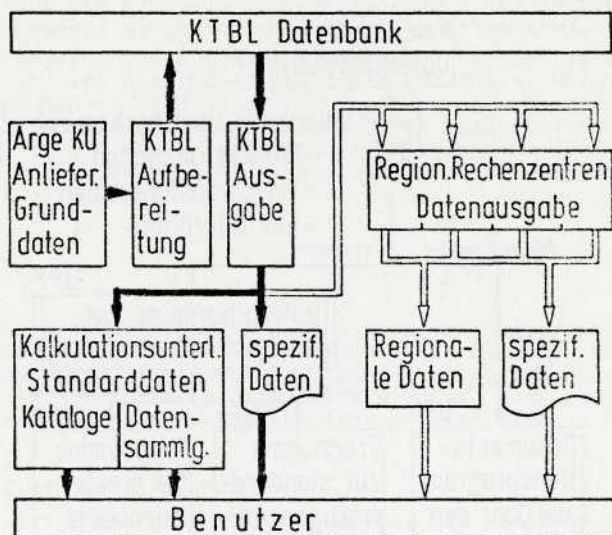 KTBL Datenbank
Arge KU
Anliefer.
Grund-
daten
KTBL
Aufbe-
rei-
tung
KTBL
Aus-
gabe
Region. Rechenzentren
Datenausgabe
Kalkulationsunterl.
Standarddaten
Kataloge
Daten-
sammlg.
spezif.
Daten
Regiona-
le Daten
spezif.
Daten
Benutzer